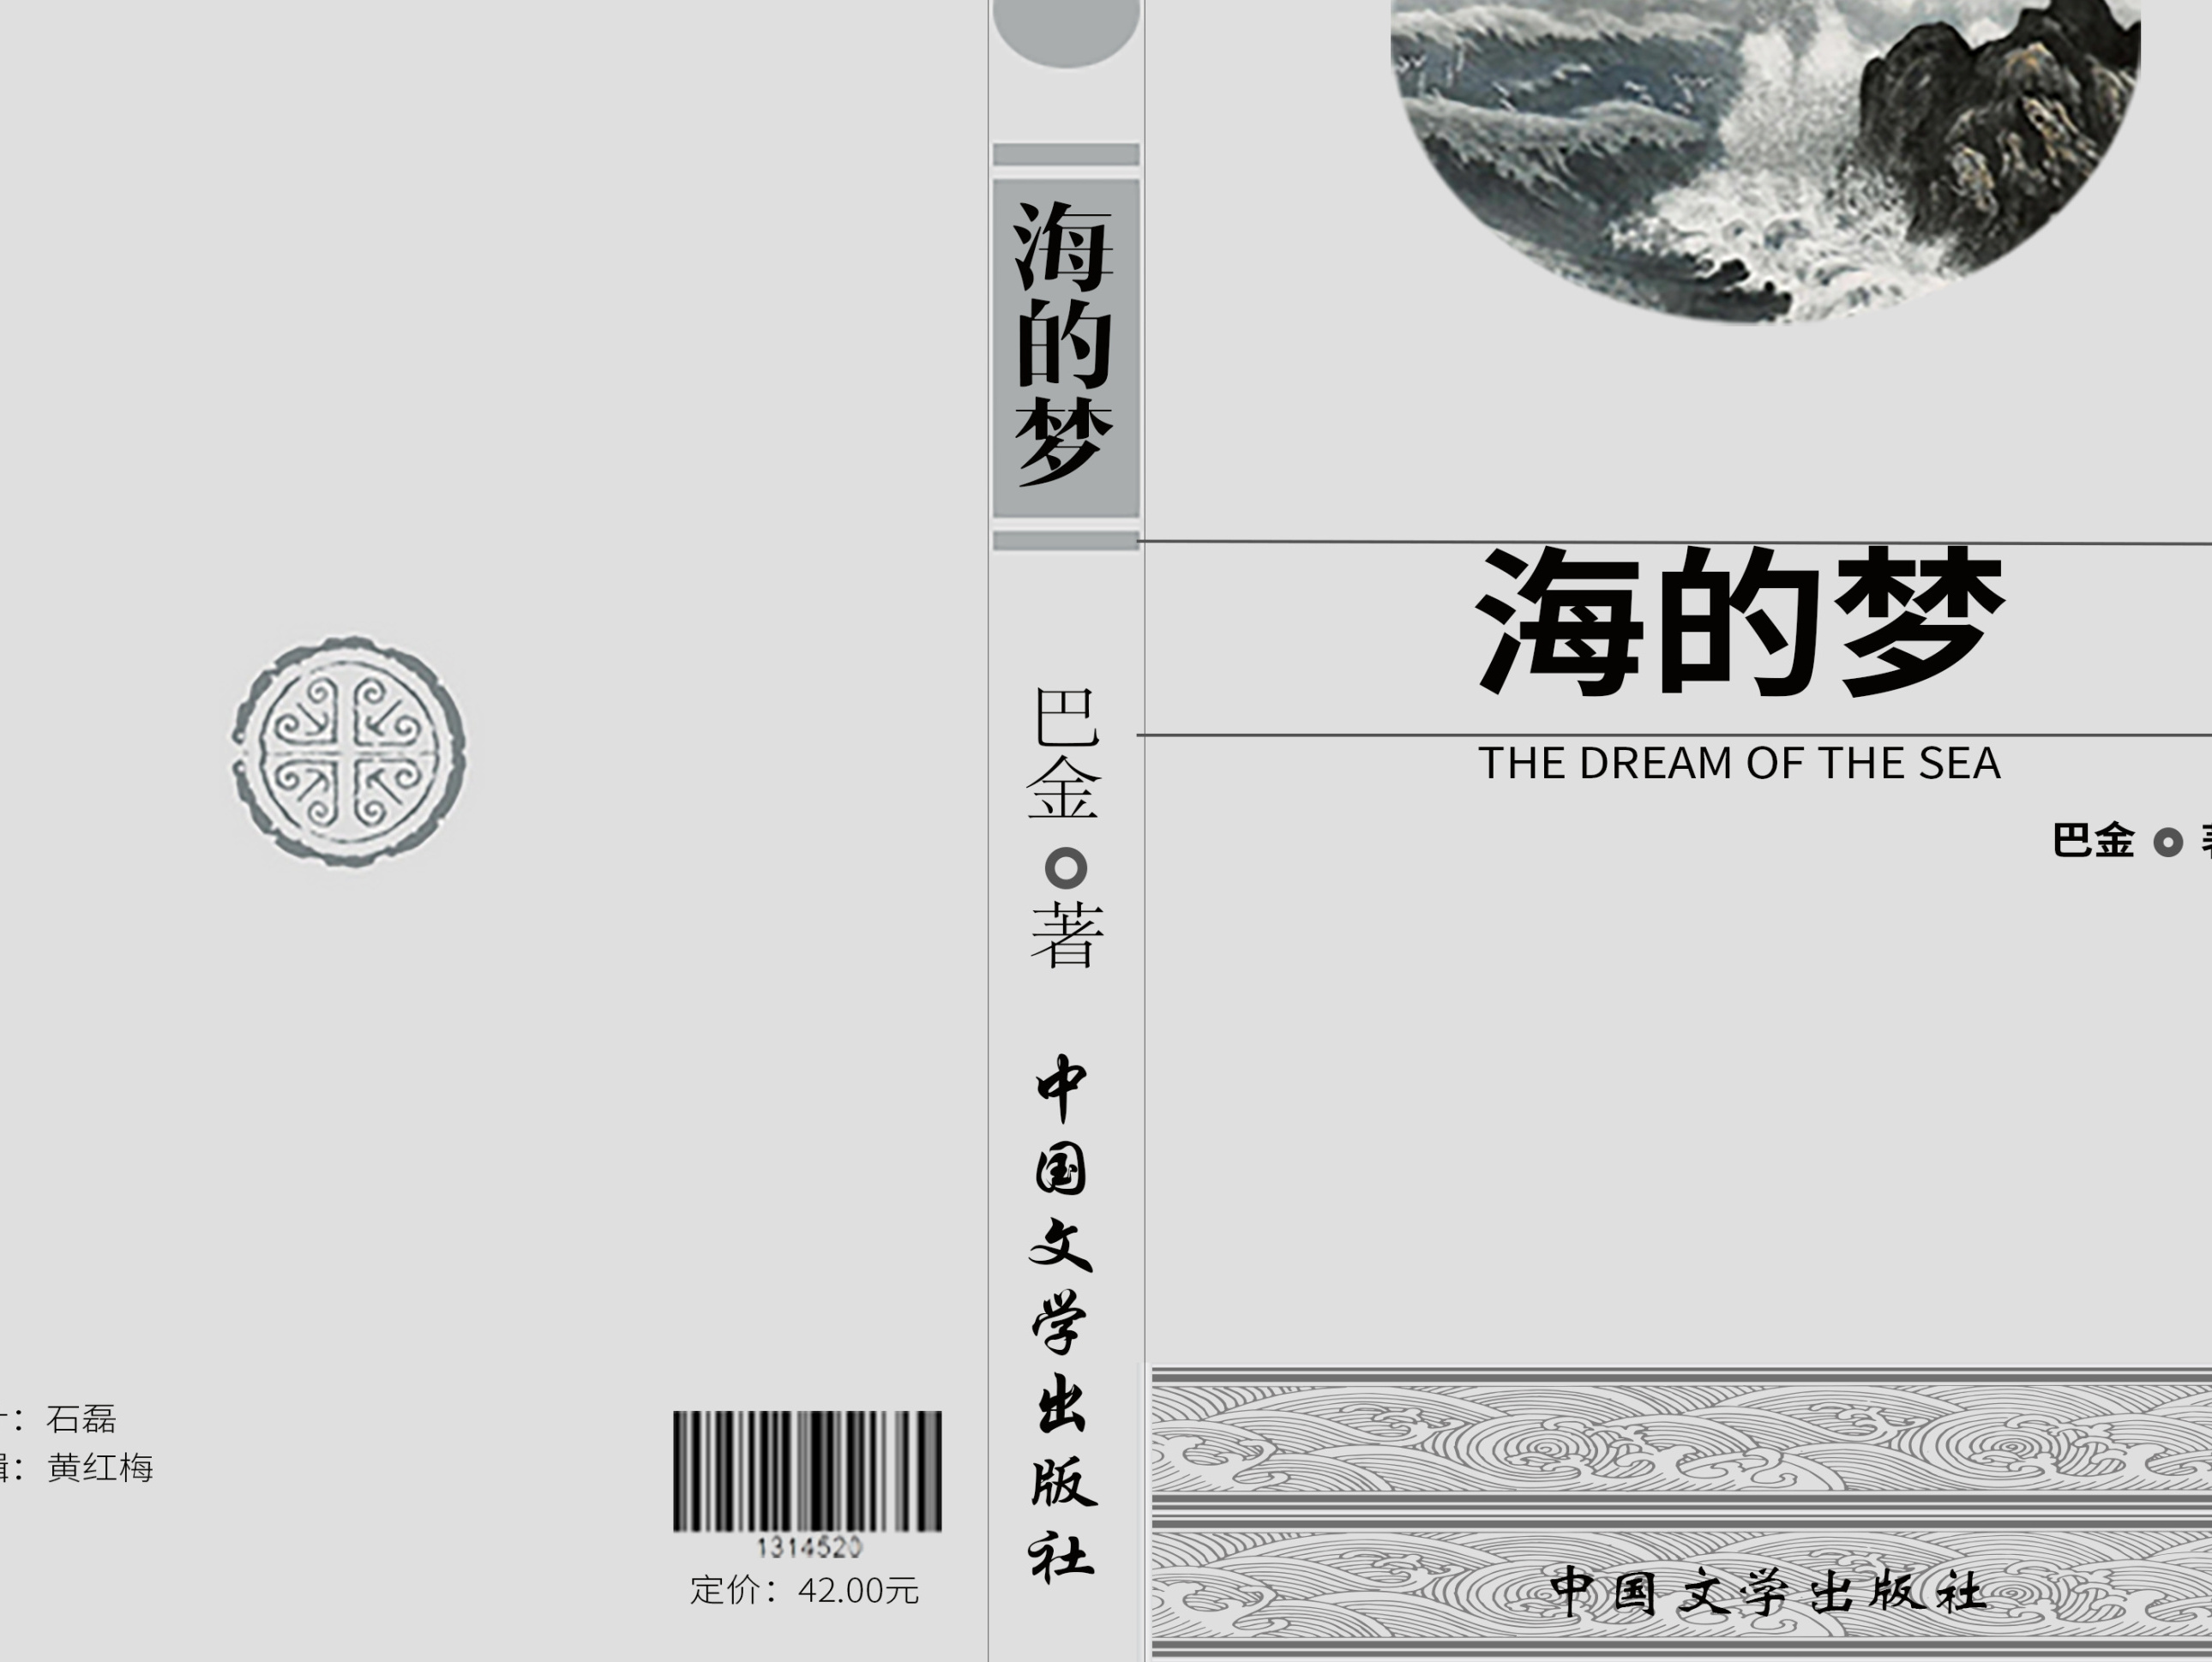 ：石磊
：黄红梅
1314520
定价：42.00元
海的梦
巴金
著
中国文学出版社
海的梦
THE DREAM OF THE SEA
巴金
中国文学出版社